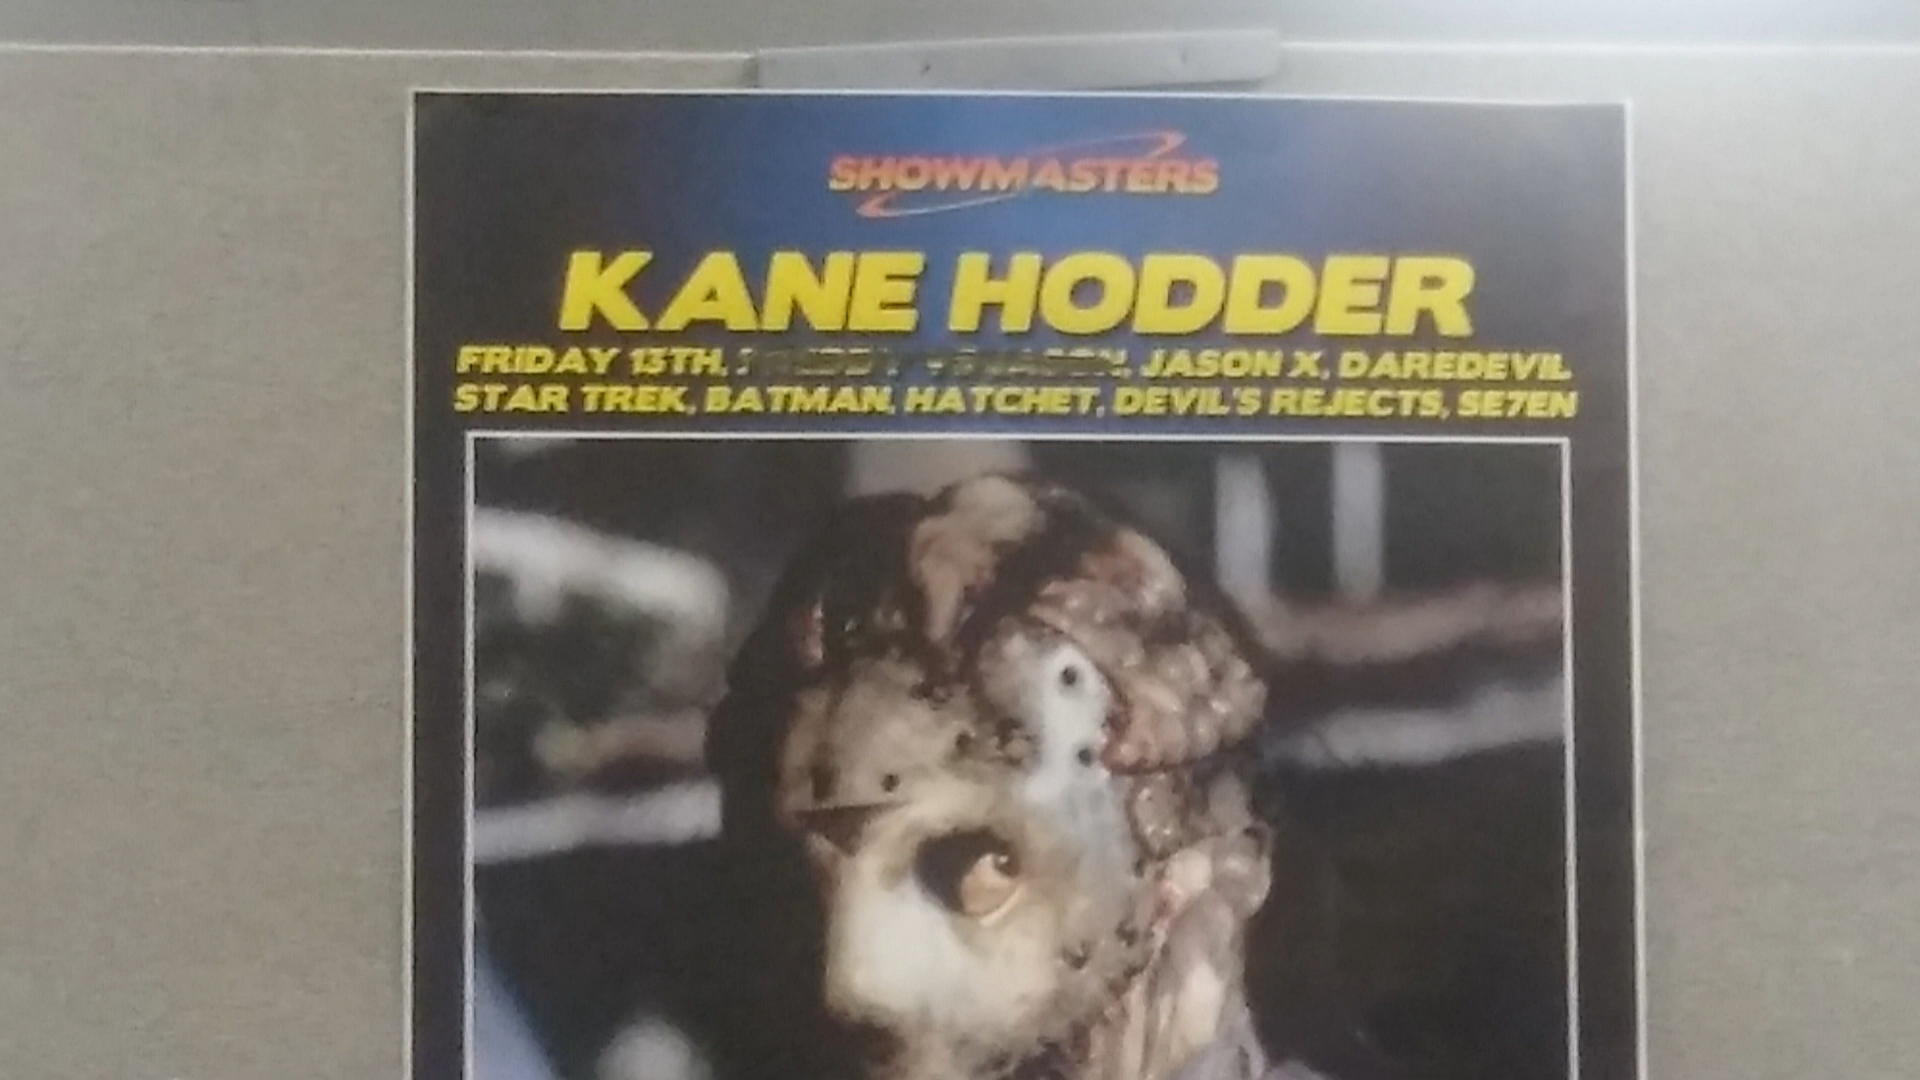 SHOWMASTERS
KANE HODDER
FRIDAY 13TH, JASON X, DAREDEVIL
STAR TREK, BATMAN, HATCHET, DEVIL'S REJECTS, SE7EN